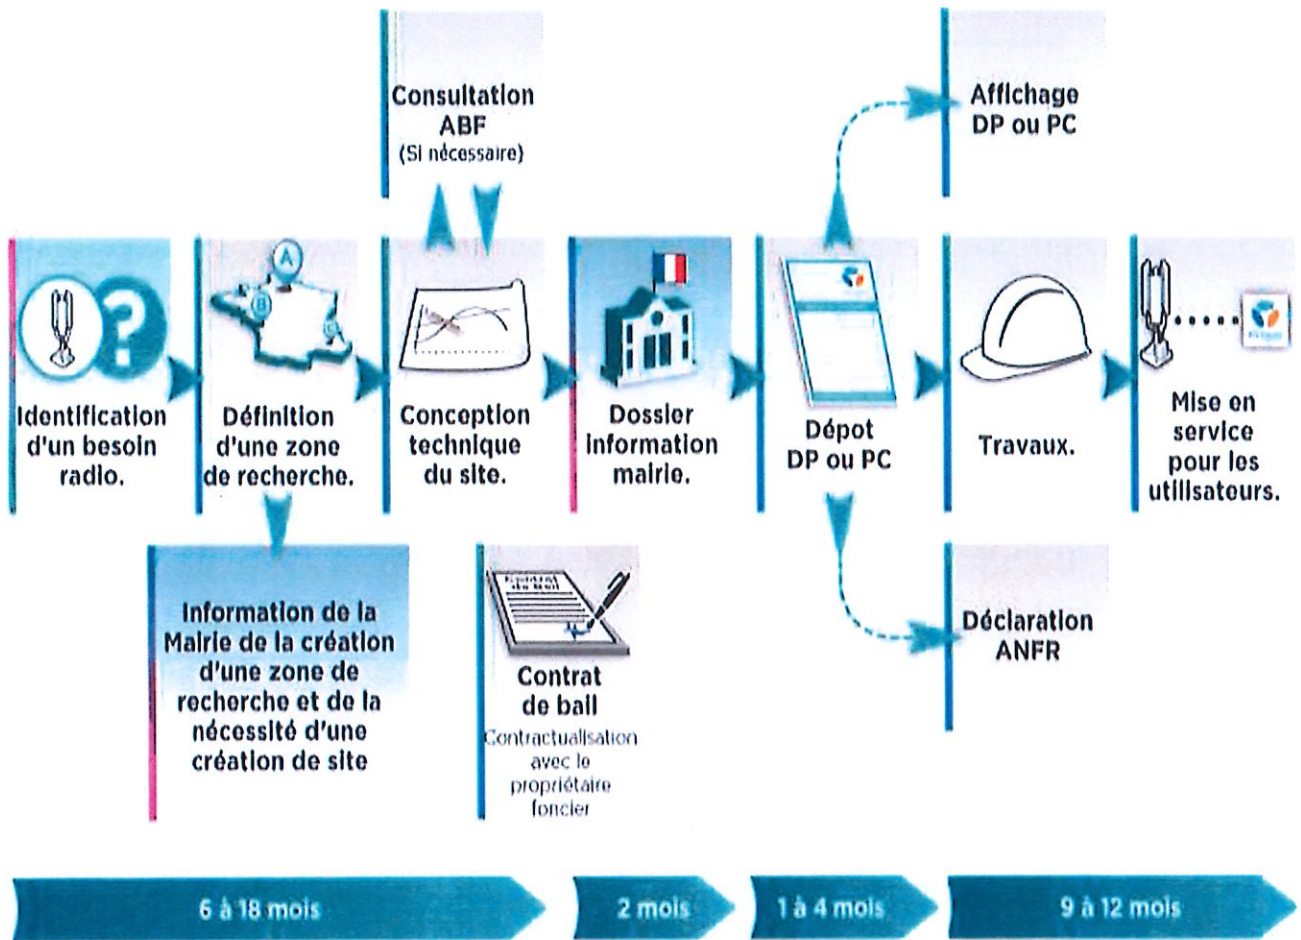 Consultation
ABF
(Si nécessaire)
Affichage
DP ou PC
A
B
C
Identification
d'un besoin
radio.
Définition
d'une zone
de recherche.
Conception
technique
du site.
Dossier
information
mairie.
Dépot
DP ou PC
Travaux.
Mise en
service
pour les
utilisateurs.
Information de la
Mairie de la création
d'une zone de
recherche et de la
nécessité d'une
création de site
Contrat
de bail
Contrat
de bail
Contractualisation
avec le
propriétaire
foncier
Déclaration
ANFR
6 à 18 mois
2 mois
1 à 4 mois
9 à 12 mois